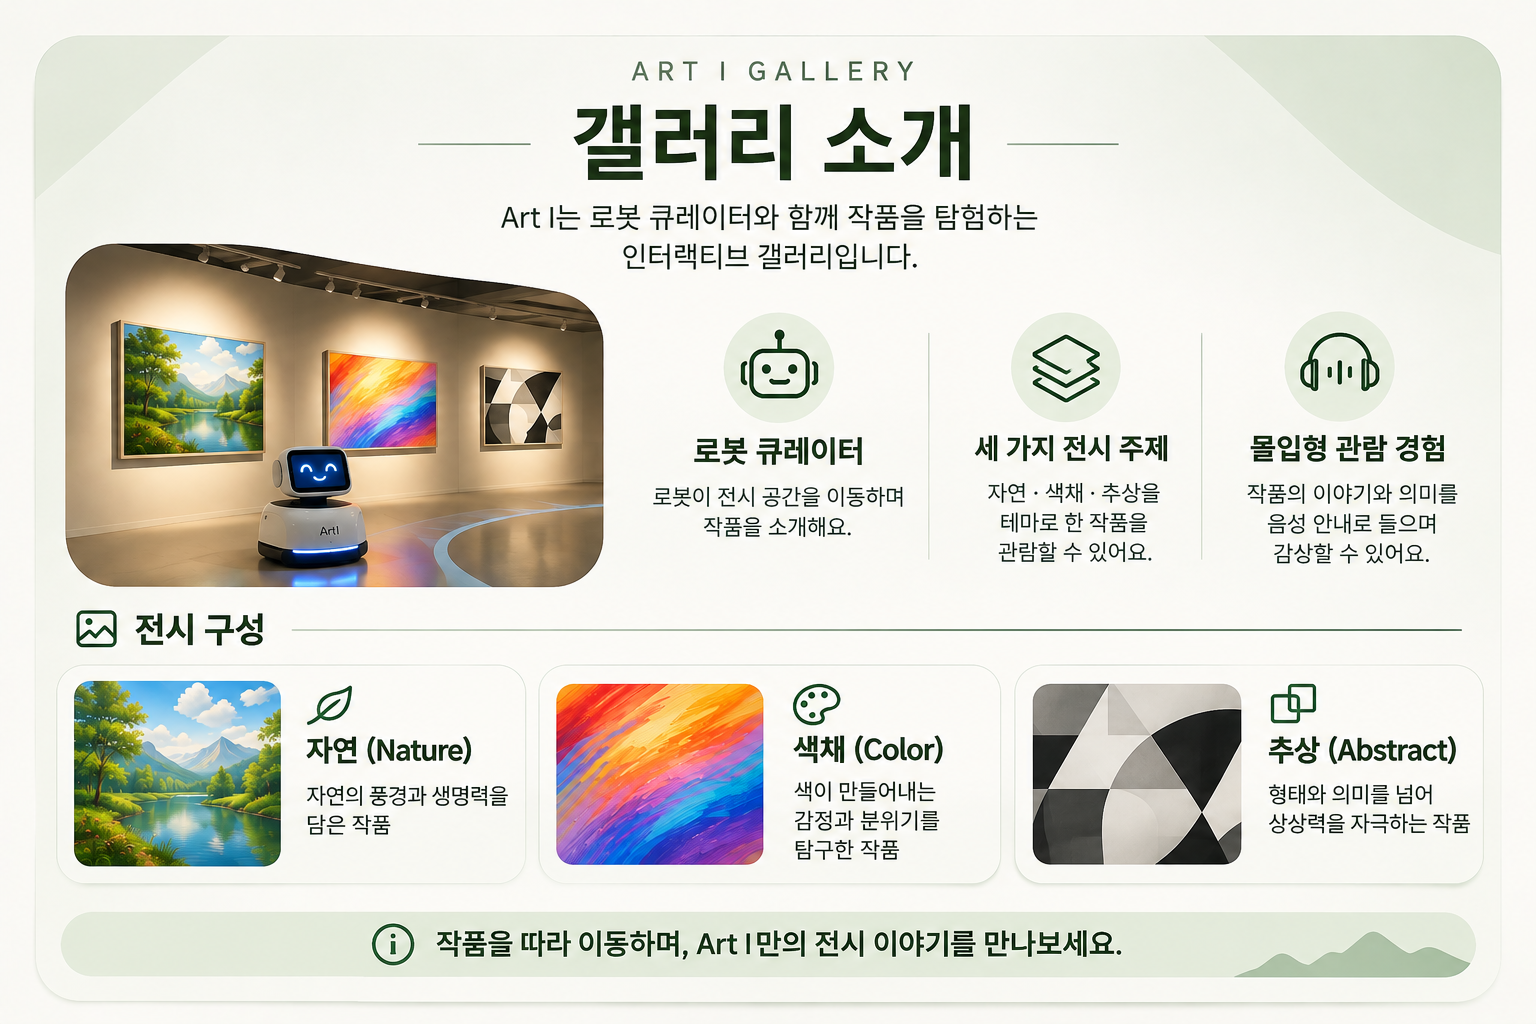 ART I GALLERY
갤러리 소개
Art I는 로봇 큐레이터와 함께 작품을 탐험하는
인터랙티브 갤러리입니다.
ArtI
로봇 큐레이터
로봇이 전시 공간을 이동하며
작품을 소개해요.
세 가지 전시 주제
자연 · 색채 · 추상을
테마로 한 작품을
관람할 수 있어요.
몰입형 관람 경험
작품의 이야기와 의미를
음성 안내로 들으며
감상할 수 있어요.
전시 구성
자연 (Nature)
자연의 풍경과 생명력을
담은 작품
색채 (Color)
색이 만들어내는
감정과 분위기를
탐구한 작품
추상 (Abstract)
형태와 의미를 넘어
상상력을 자극하는 작품
작품을 따라 이동하며, Art I만의 전시 이야기를 만나보세요.